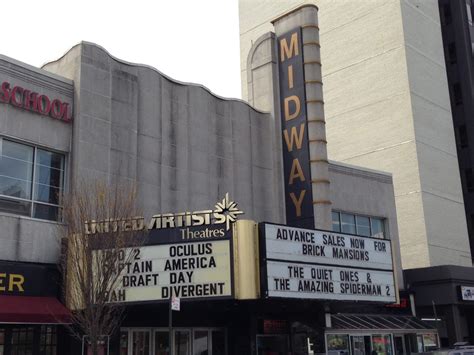 SCHOOL
MIDWAY
UNITED ARTISTS
Theatres
2 OCULUS
CAPTAIN AMERICA
DRAFT DAY
DIVERGENT
ADVANCE SALES NOW FOR
BRICK MANSIONS
THE QUIET ONES &
THE AMAZING SPIDERMAN 2